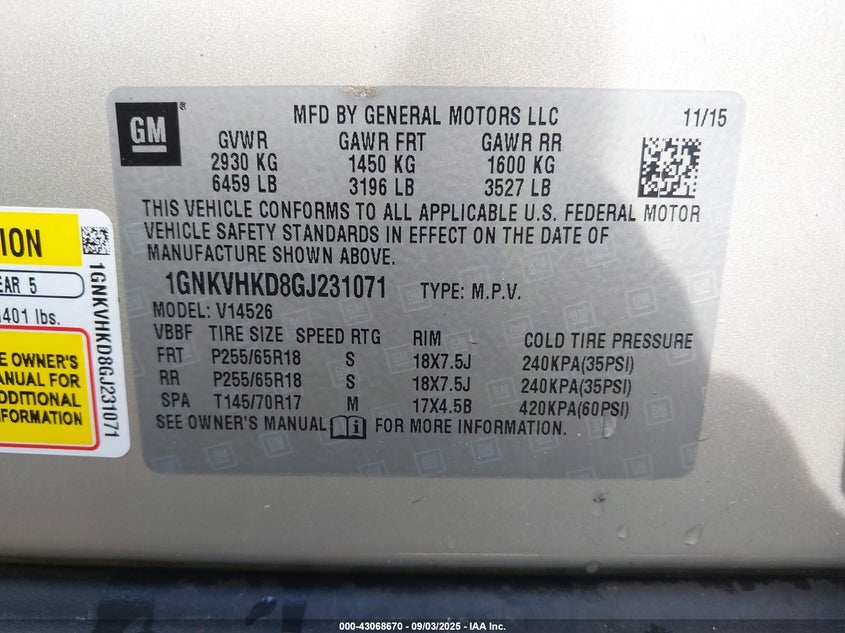 GM ®
MFD BY GENERAL MOTORS LLC 11/15
GVWR GAWR FRT GAWR RR
2930 KG 1450 KG 1600 KG
6459 LB 3196 LB 3527 LB
THIS VEHICLE CONFORMS TO ALL APPLICABLE U.S. FEDERAL MOTOR
VEHICLE SAFETY STANDARDS IN EFFECT ON THE DATE OF
MANUFACTURE SHOWN ABOVE.
1GNKVHKD8GJ231071 TYPE: M.P.V.
MODEL: V14526
VBBF TIRE SIZE SPEED RTG RIM COLD TIRE PRESSURE
FRT P255/65R18 S 18X7.5J 240KPA(35PSI)
RR P255/65R18 S 18X7.5J 240KPA(35PSI)
SPA T145/70R17 M 17X4.5B 420KPA(60PSI)
SEE OWNER'S MANUAL FOR MORE INFORMATION.
ION
EAR 5
401 lbs.
E OWNER'S
ANUAL FOR
DDITIONAL
FORMATION
1GNKVHKD8GJ231071
000-43068670 - 09/03/2025 - IAA Inc.